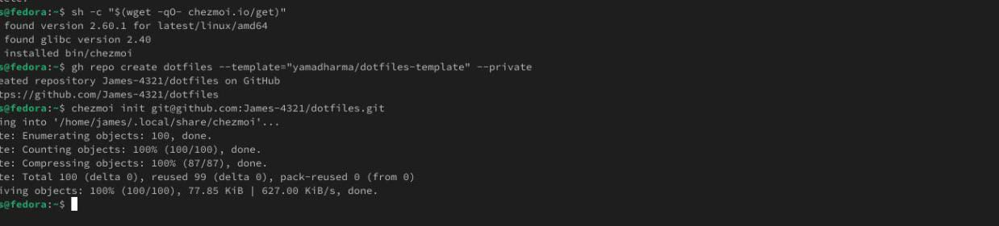 s@fedora:~$ sh -c "$(wget -qO- chezmoi.io/get)"
found version 2.60.1 for latest/linux/amd64
found glibc version 2.40
installed bin/chezmoi
s@fedora:~$ gh repo create dotfiles --template="yamadharma/dotfiles-template" --private
eated repository James-4321/dotfiles on GitHub
tps://github.com/James-4321/dotfiles
s@fedora:~$ chezmoi init git@github.com:James-4321/dotfiles.git
ing into '/home/james/.local/share/chezmoi'...
te: Enumerating objects: 100, done.
te: Counting objects: 100% (100/100), done.
te: Compressing objects: 100% (87/87), done.
te: Total 100 (delta 0), reused 99 (delta 0), pack-reused 0 (from 0)
iving objects: 100% (100/100), 77.85 KiB | 627.00 KiB/s, done.
s@fedora:~$